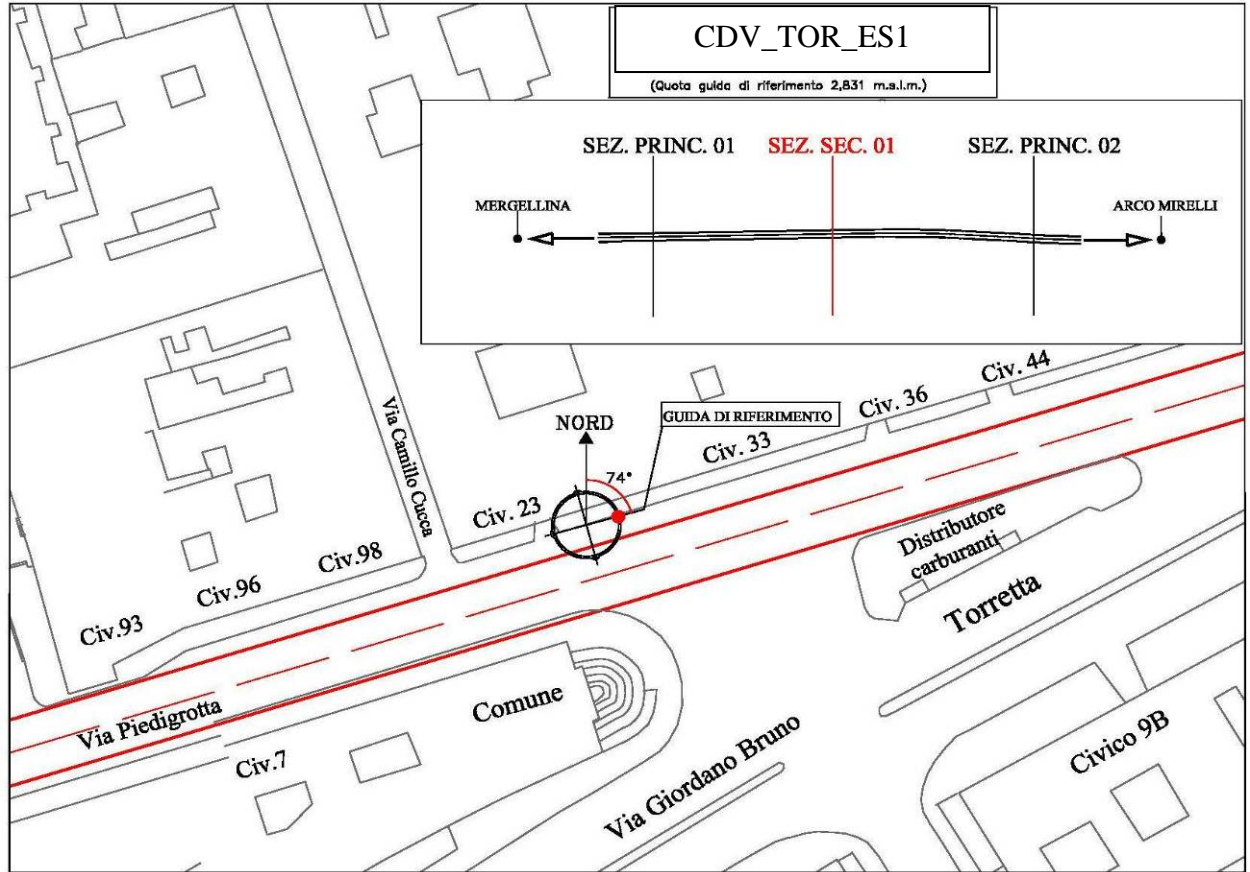 CDV_TOR_ES1
(Quota guida di riferimento 2,831 m.s.l.m.)
SEZ. PRINC. 01
SEZ. SEC. 01
SEZ. PRINC. 02
MERGELLINA
ARCO MIRELLI
Civ. 44
Civ. 36
GUIDA DI RIFERIMENTO
NORD
Via Camillo Cucca
Civ. 33
74°
Civ. 23
Distributore
carburanti
Civ.98
Civ.96
Civ.93
Torretta
Comune
Via Piedigrotta
Civ.7
Via Giordano Bruno
Civico 9B